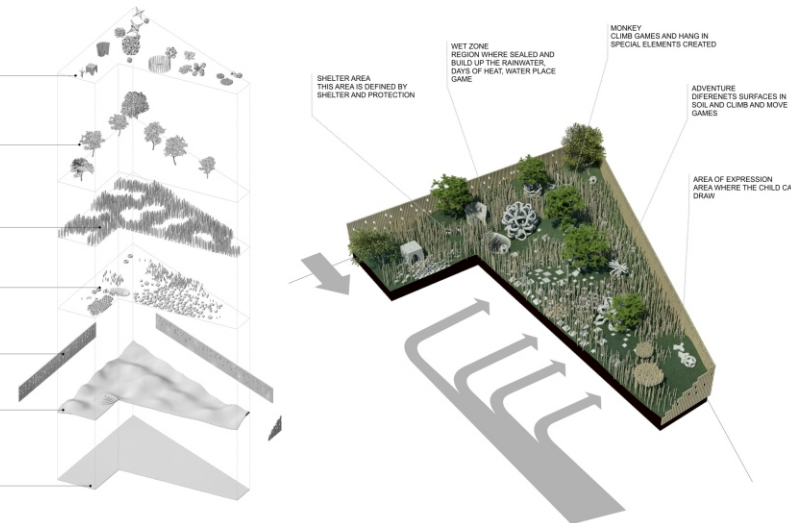 SHELTER AREA
THIS AREA IS DEFINED BY
SHELTER AND PROTECTION
WET ZONE
REGION WHERE SEALED AND
BUILD UP THE RAINWATER,
DAYS OF HEAT, WATER PLACE
GAME
MONKEY
CLIMB GAMES AND HANG IN
SPECIAL ELEMENTS CREATED
ADVENTURE
DIFERENETS SURFACES IN
SOIL AND CLIMB AND MOVE
GAMES
AREA OF EXPRESSION
AREA WHERE THE CHILD CA
DRAW